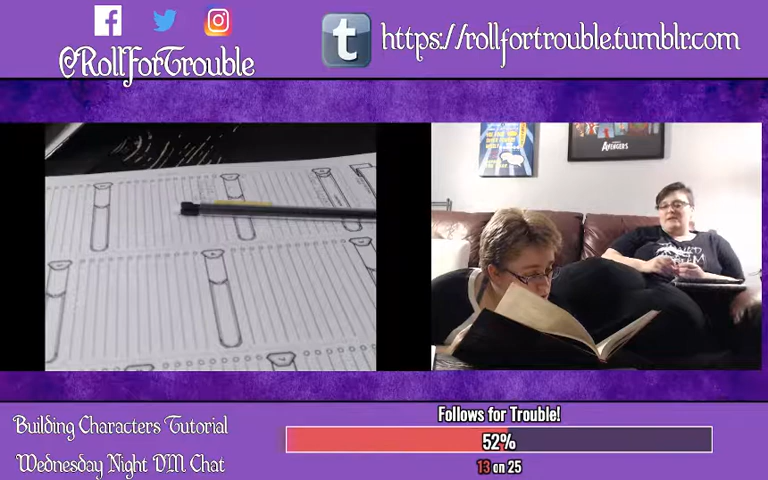 @RollForTrouble
https://rollfortrouble.tumblr.com
AVENGERS
Building Characters Tutorial
Wednesday Night DM Chat
Follows for Trouble!
52%
13 on 25